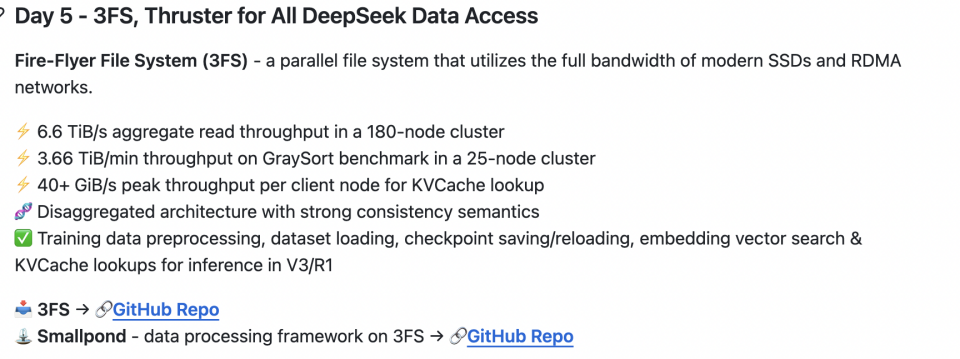 Day 5 - 3FS, Thruster for All DeepSeek Data Access
Fire-Flyer File System (3FS) - a parallel file system that utilizes the full bandwidth of modern SSDs and RDMA
networks.
⚡ 6.6 TiB/s aggregate read throughput in a 180-node cluster
⚡ 3.66 TiB/min throughput on GraySort benchmark in a 25-node cluster
⚡ 40+ GiB/s peak throughput per client node for KVCache lookup
🧬 Disaggregated architecture with strong consistency semantics
✅ Training data preprocessing, dataset loading, checkpoint saving/reloading, embedding vector search &
KVCache lookups for inference in V3/R1
📥 3FS → 🔗GitHub Repo
⛲ Smallpond - data processing framework on 3FS → 🔗GitHub Repo